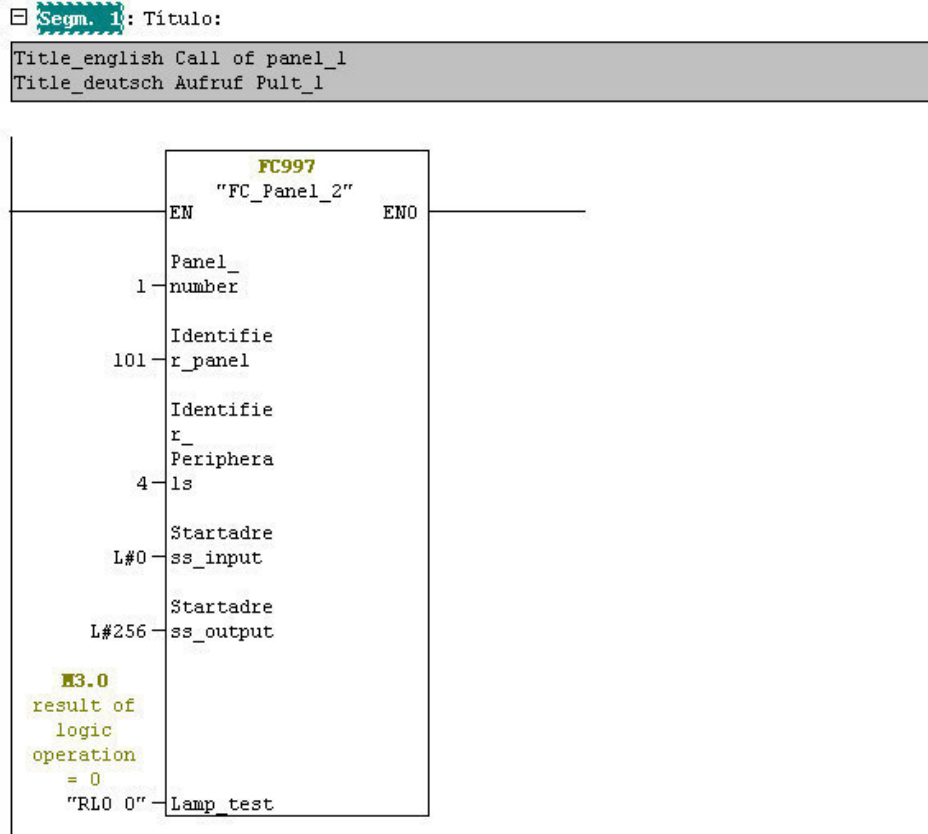 Segm. 1: Título:
Title_english Call of panel_1
Title_deutsch Aufruf Pult_1
FC997
"FC_Panel_2"
EN ENO
Panel_
1 number
Identifie
101 r_panel
Identifie
r_
Periphera
4 ls
Startadre
L#0 ss_input
Startadre
L#256 ss_output
M3.0
result of
logic
operation
= 0
"RLO 0" Lamp_test